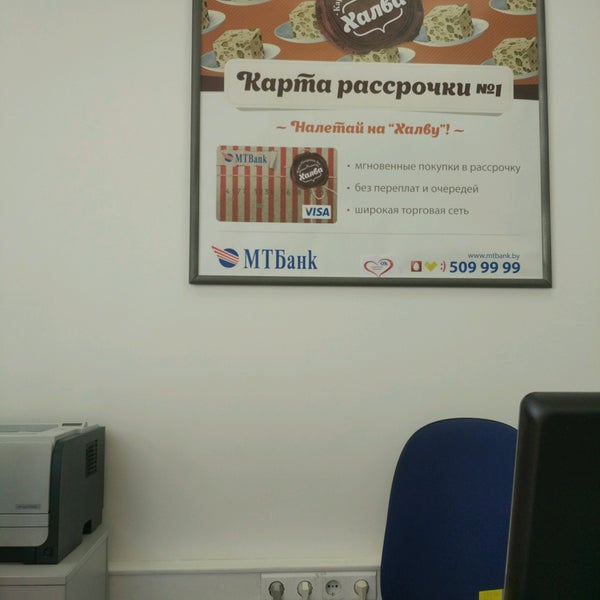 Халва
Карта рассрочки №1
~ Налетай на "Халву"! ~
МТБank
Халва
VISA
• мгновенные покупки в рассрочку
• без переплат и очередей
• широкая торговая сеть
МТБанк
www.mtbank.by
509 99 99